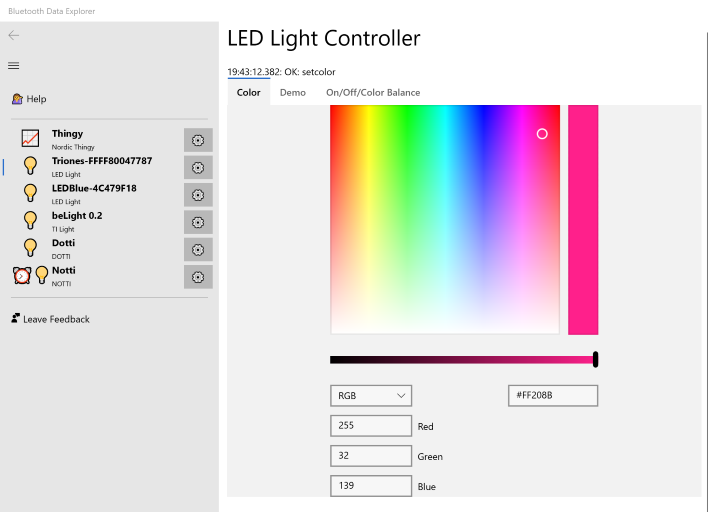 Bluetooth Data Explorer
LED Light Controller
19:43:12.382: OK: setcolor
Help
Color Demo On/Off/Color Balance
Thingy
Nordic Thingy
Triones-FFFF80047787
LED Light
LEDBlue-4C479F18
LED Light
beLight 0.2
TI Light
Dotti
DOTTI
Notti
NOTTI
Leave Feedback
RGB
#FF208B
255 Red
32 Green
139 Blue